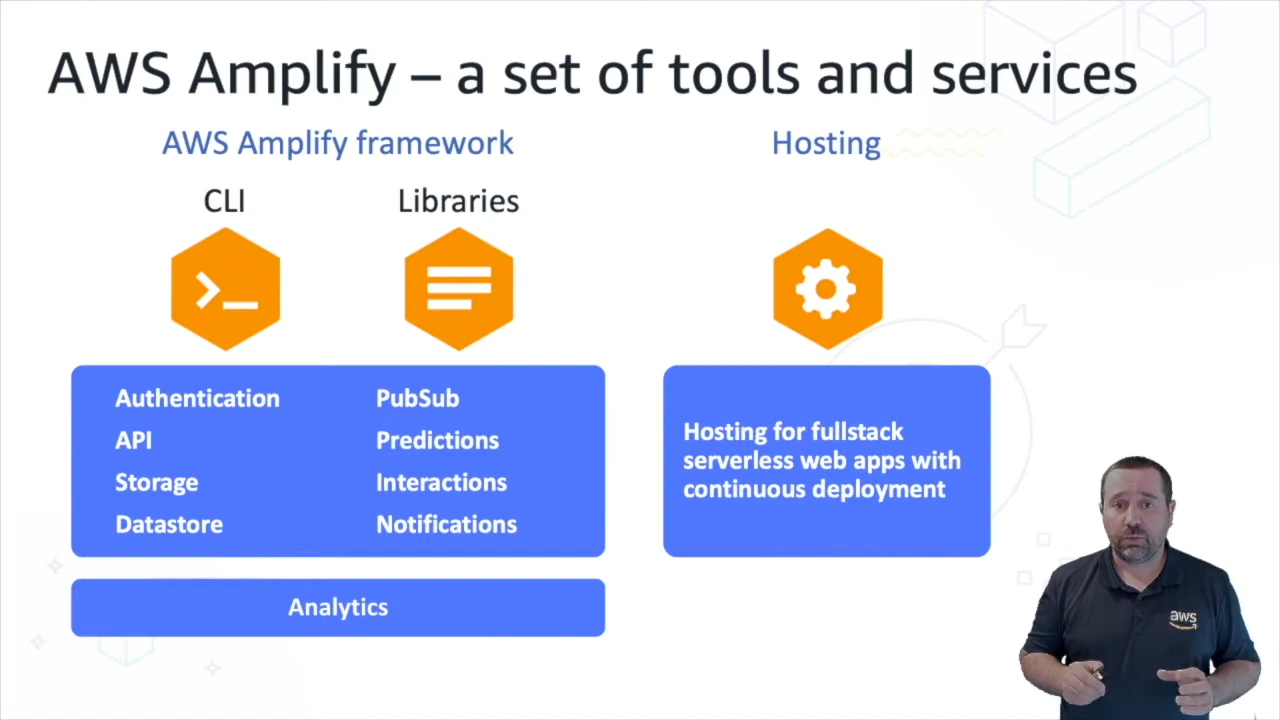 AWS Amplify – a set of tools and services
AWS Amplify framework
Hosting
CLI
Libraries
Authentication
API
Storage
Datastore
PubSub
Predictions
Interactions
Notifications
Hosting for fullstack
serverless web apps with
continuous deployment
Analytics
aws